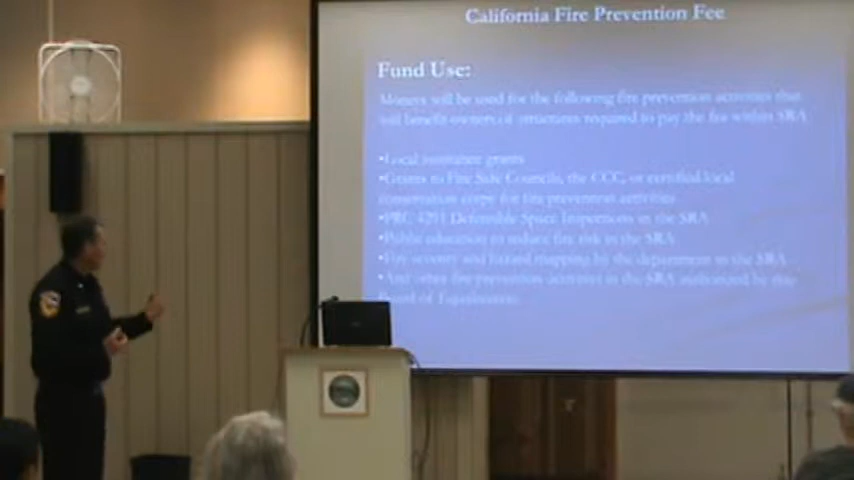 California Fire Prevention Fee
Fund Use:
Moneys will be used for the following fire prevention activities that
will benefit owners of structures required to pay the fee within SRA
•Local assistance grants
•Grants to Fire Safe Councils, the CCC, or certified local
conservation corps for fire prevention activities
•PRC 4291 Defensible Space Inspections in the SRA
•Public education to reduce fire risk in the SRA
•Fire severity and hazard mapping by the department in the SRA
•And other fire prevention activities in the SRA authorized by the
Board of Equalization